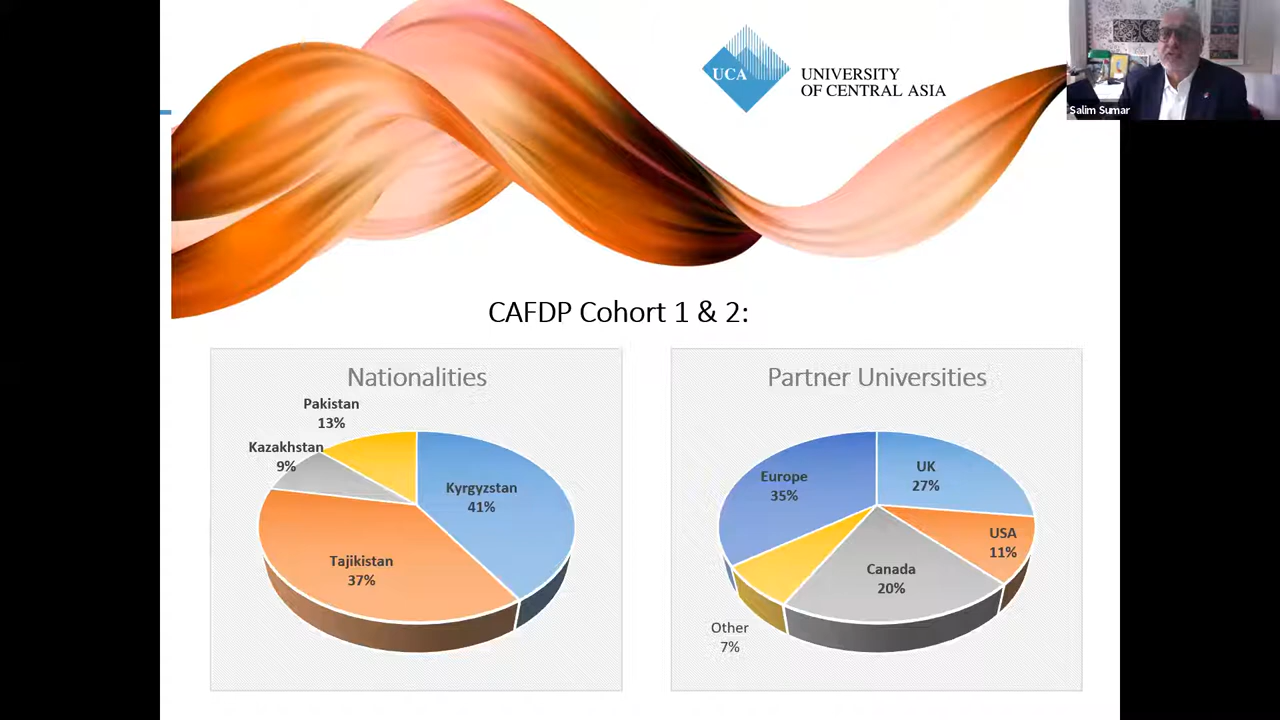 UCA
UNIVERSITY
OF CENTRAL ASIA
Salim Sumar
CAFDP Cohort 1 & 2:
Nationalities
Pakistan
13%
Kazakhstan
9%
Kyrgyzstan
41%
Tajikistan
37%
Partner Universities
Europe
35%
UK
27%
USA
11%
Canada
20%
Other
7%